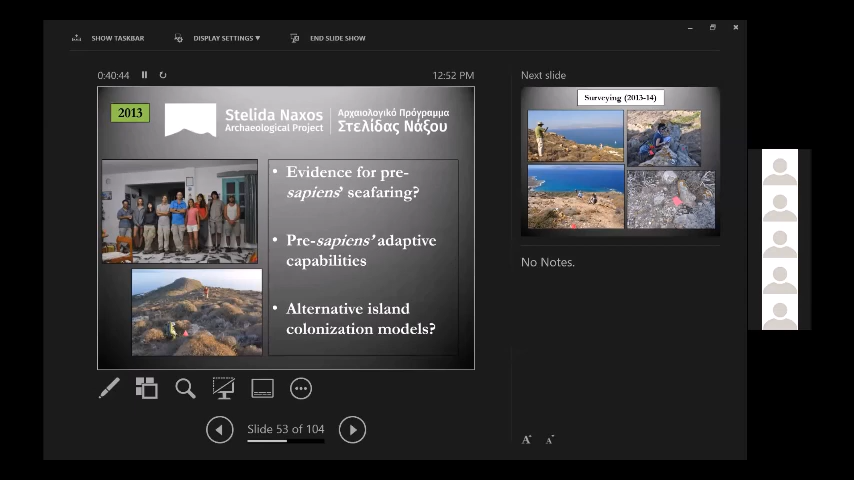 SHOW TASKBAR
DISPLAY SETTINGS ▼
END SLIDE SHOW
0:40:44
12:52 PM
2013
Stelida Naxos
Archaeological Project
Αρχαιολογικό Πρόγραμμα
Στελίδας Νάξου
• Evidence for pre-
sapiens' seafaring?
• Pre-sapiens' adaptive
capabilities
• Alternative island
colonization models?
Slide 53 of 104
Next slide
Surveying (2013-14)
No Notes.
A
A